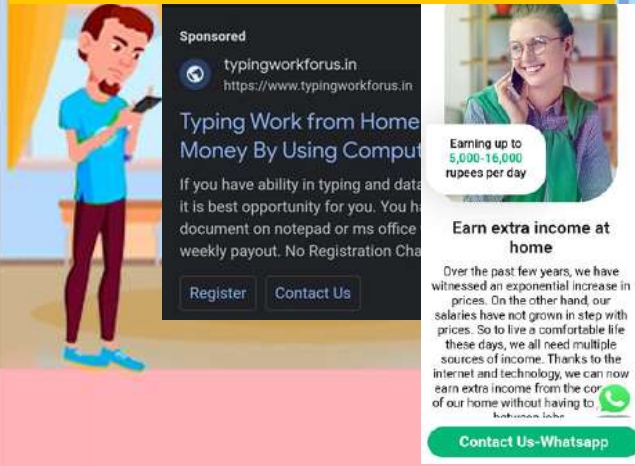 Sponsored
typingworkforus.in
https://www.typingworkforus.in
Typing Work from Home
Money By Using
If you have ability in typing and
it is best opportunity for you. You
document on notepad or ms office
weekly payout. No Registration
Register
Contact Us
Earning up to
5,000-16,000
rupees per day
Earn extra income at
home
Over the past few years, we have
witnessed an exponential increase in
prices. On the other hand, our
salaries have not grown in step with
prices. So to live a comfortable life
these days, we all need multiple
sources of income. Thanks to the
internet and technology, we can now
earn extra income from the
of our home without having to
between jobs
Contact Us-Whatsapp